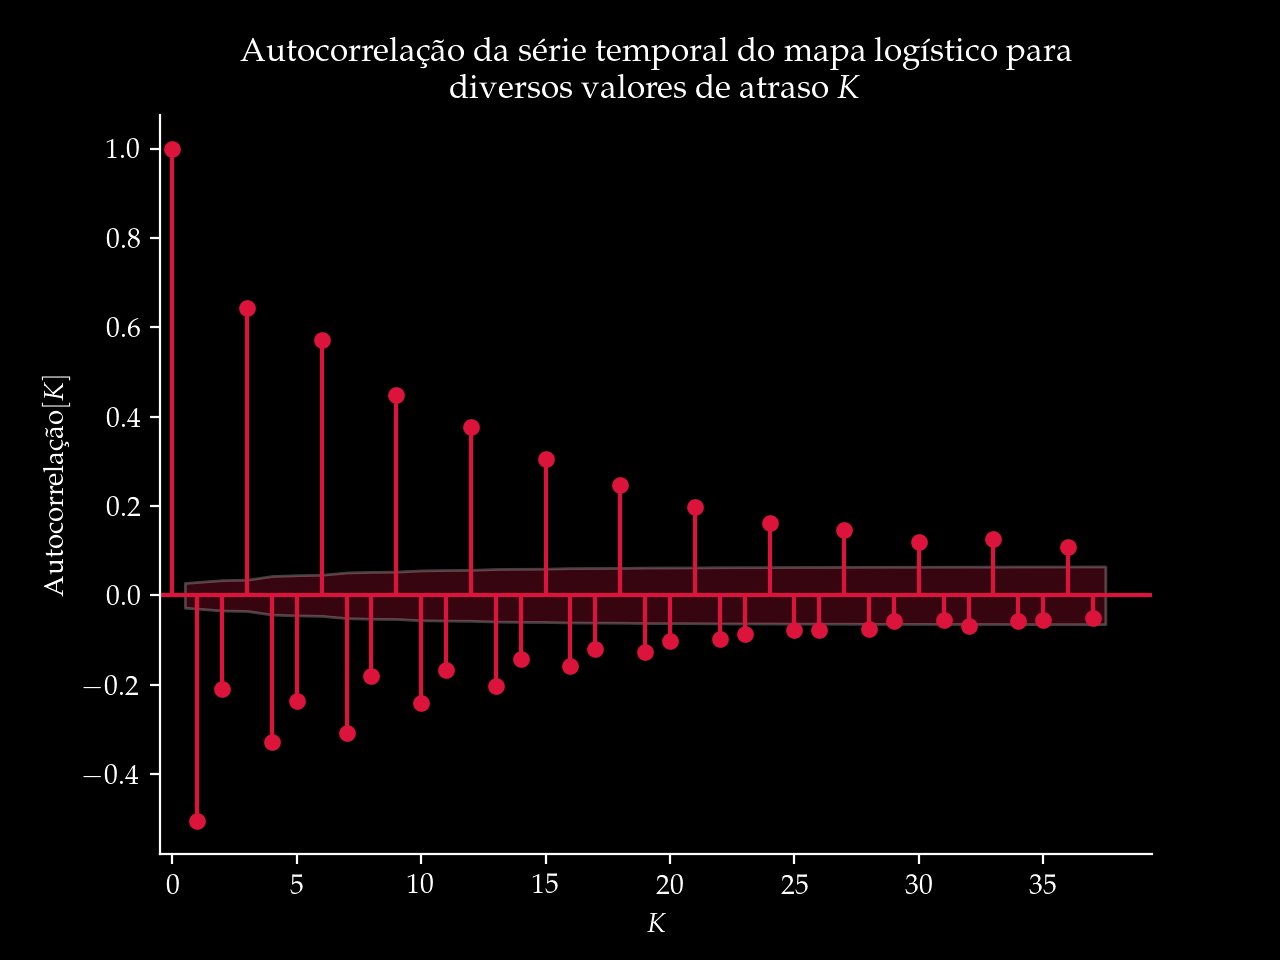 Autocorrelação da série temporal do mapa logístico para
diversos valores de atraso K
Autocorrelação[K]
1.0
0.8
0.6
0.4
0.2
0.0
−0.2
−0.4
0 5 10 15 20 25 30 35
K